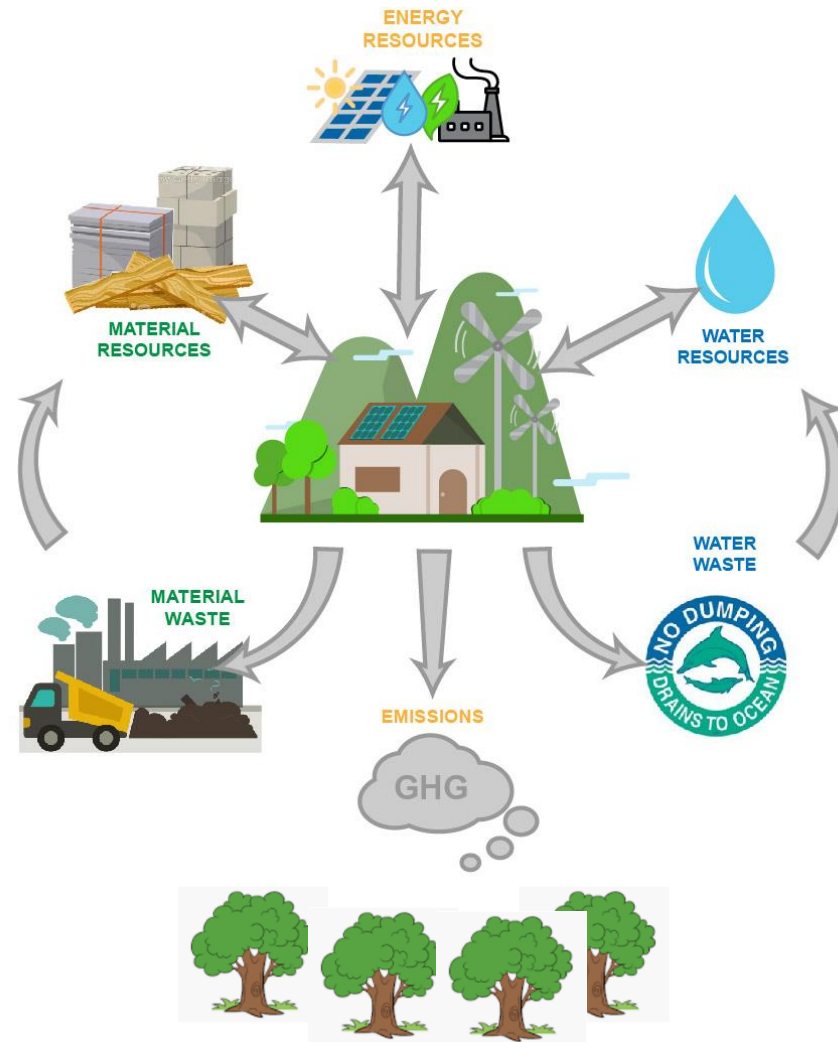 ENERGY
RESOURCES
MATERIAL
RESOURCES
WATER
RESOURCES
MATERIAL
WASTE
WATER
WASTE
NO DUMPING
DRAINS TO OCEAN
EMISSIONS
GHG